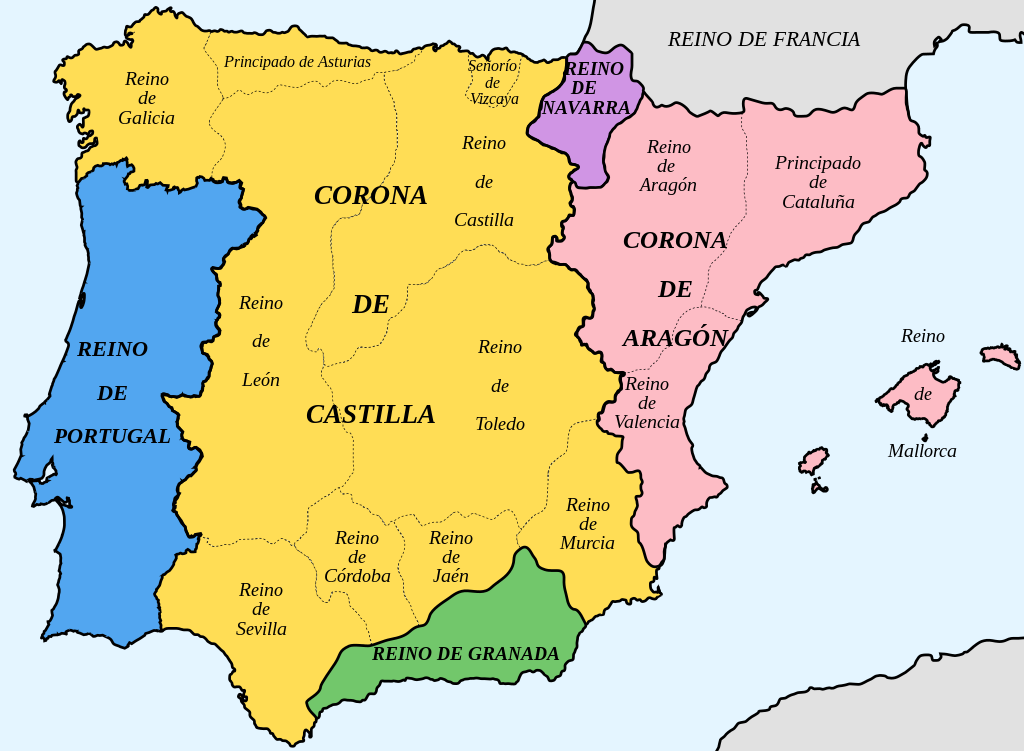 REINO DE FRANCIA
Principado de Asturias
Señorío
de
Vizcaya
REINO
DE
NAVARRA
Reino
de
Galicia
Reino
de
Castilla
Reino
de
Aragón
Principado
de
Cataluña
CORONA
DE
CASTILLA
CORONA
DE
ARAGÓN
Reino
de
León
Reino
de
Toledo
REINO
DE
PORTUGAL
Reino
de
Valencia
Reino
de
Mallorca
Reino
de
Murcia
Reino
de
Córdoba
Reino
de
Jaén
Reino
de
Sevilla
REINO DE GRANADA